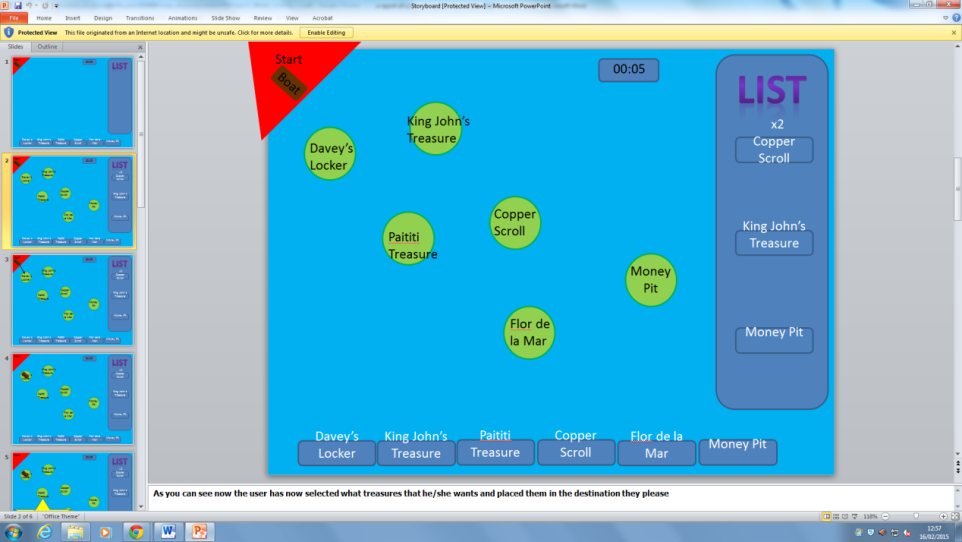 Storyboard [Protected View] - Microsoft PowerPoint
File Home Insert Design Transitions Animations Slide Show Review View Acrobat
Protected View This file originated from an Internet location and might be unsafe. Click for more details. Enable Editing
Slides Outline
1
2
3
4
5
LIST
Start
Boat
00:05
LIST
x2
Copper
Scroll
King John's
Treasure
Money Pit
King John's
Treasure
Davey's
Locker
Copper
Scroll
Paititi
Treasure
Money
Pit
Flor de
la Mar
Davey's
Locker
King John's
Treasure
Paititi
Treasure
Copper
Scroll
Flor de la
Mar
Money Pit
As you can see now the user has now selected what treasures that he/she wants and placed them in the destination they please
Slide 2 of 6 "Office Theme" 118%
12:57
16/02/2015